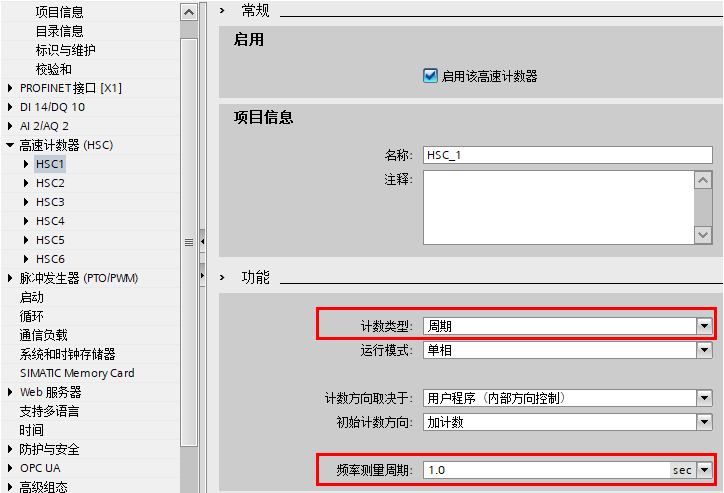 项目信息
目录信息
标识与维护
校验和
PROFINET 接口 [X1]
DI 14/DQ 10
AI 2/AQ 2
高速计数器 (HSC)
HSC1
HSC2
HSC3
HSC4
HSC5
HSC6
脉冲发生器 (PTO/PWM)
启动
循环
通信负载
系统和时钟存储器
SIMATIC Memory Card
Web 服务器
支持多语言
时间
防护与安全
OPC UA
高级组态
常规
启用
启用该高速计数器
项目信息
名称: HSC_1
注释:
功能
计数类型: 周期
运行模式: 单相
计数方向取决于: 用户程序（内部方向控制）
初始计数方向: 加计数
频率测量周期: 1.0 sec